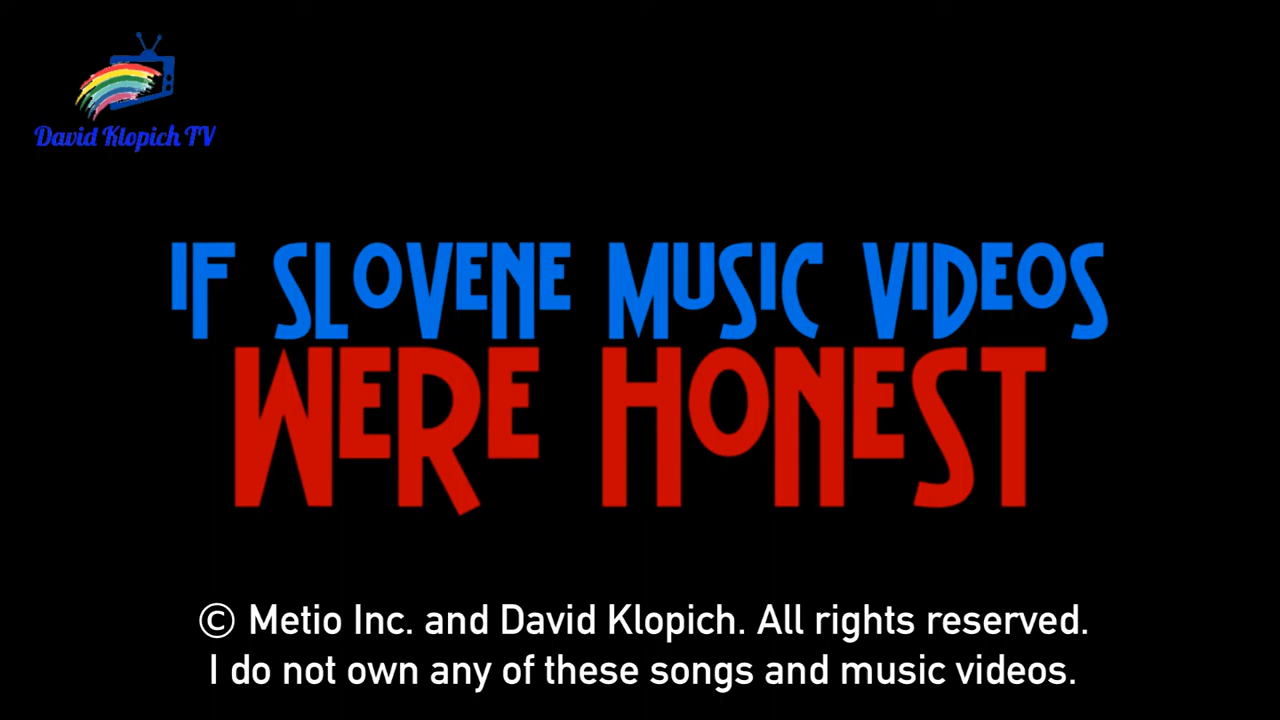 David Klopich TV
IF SLOVENE MUSIC VIDEOS
WERE HONEST
© Metio Inc. and David Klopich. All rights reserved.
I do not own any of these songs and music videos.